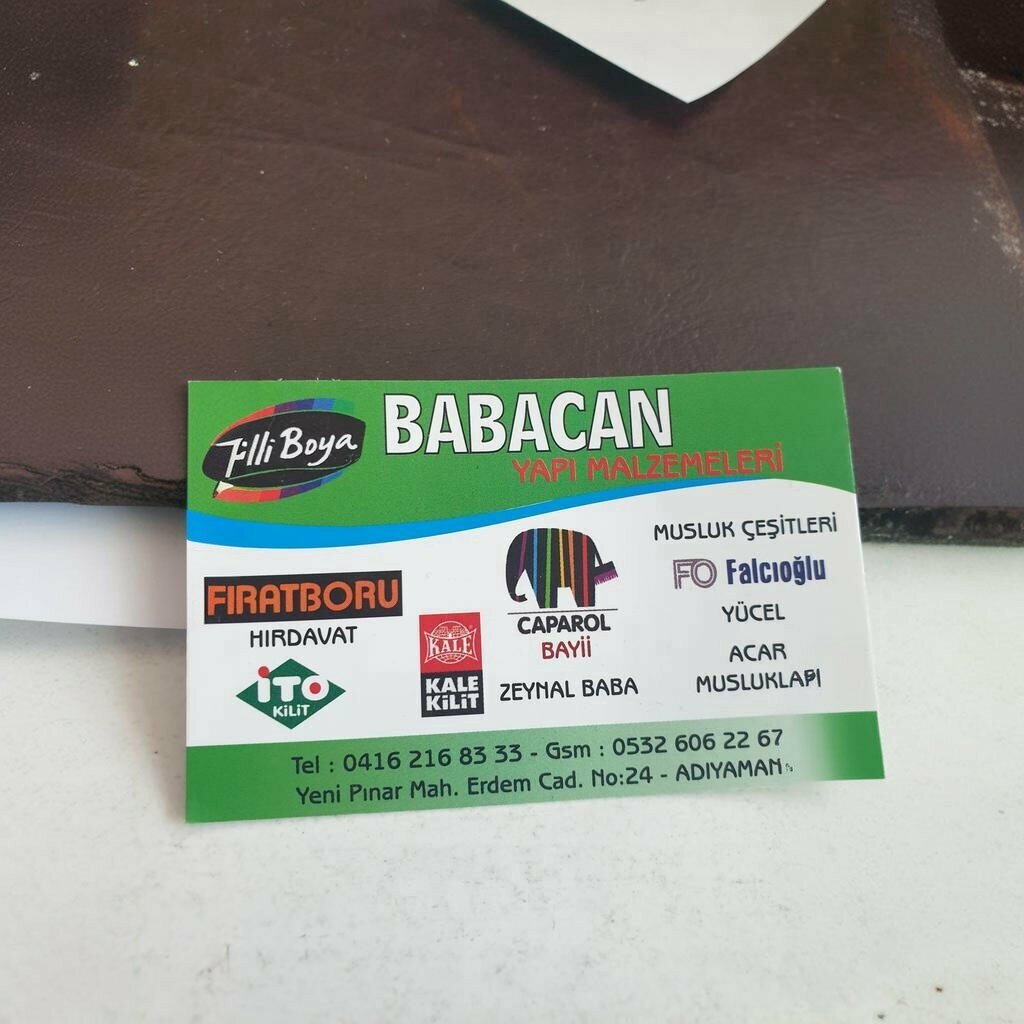 Filli Boya
BABACAN
YAPI MALZEMELERİ
FIRATBORU
HIRDAVAT
İTO
KİLİT
KALE
KALE
KİLİT
CAPAROL
BAYİİ
ZEYNAL BABA
MUSLUK ÇEŞİTLERİ
FO Falcıoğlu
YÜCEL
ACAR
MUSLUKLARI
Tel : 0416 216 83 33 - Gsm : 0532 606 22 67
Yeni Pınar Mah. Erdem Cad. No:24 - ADIYAMAN